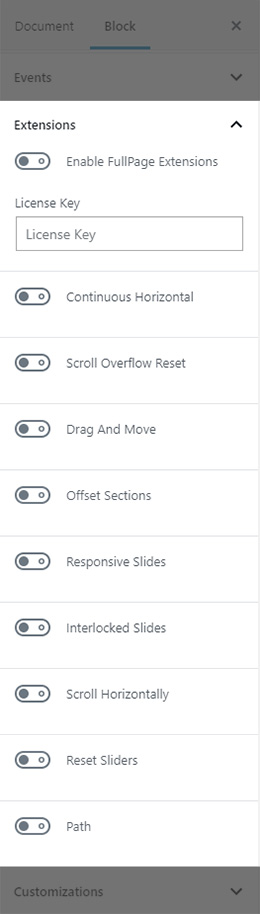 Document Block
Events
Extensions
Enable FullPage Extensions
License Key
License Key
Continuous Horizontal
Scroll Overflow Reset
Drag And Move
Offset Sections
Responsive Slides
Interlocked Slides
Scroll Horizontally
Reset Sliders
Path
Customizations